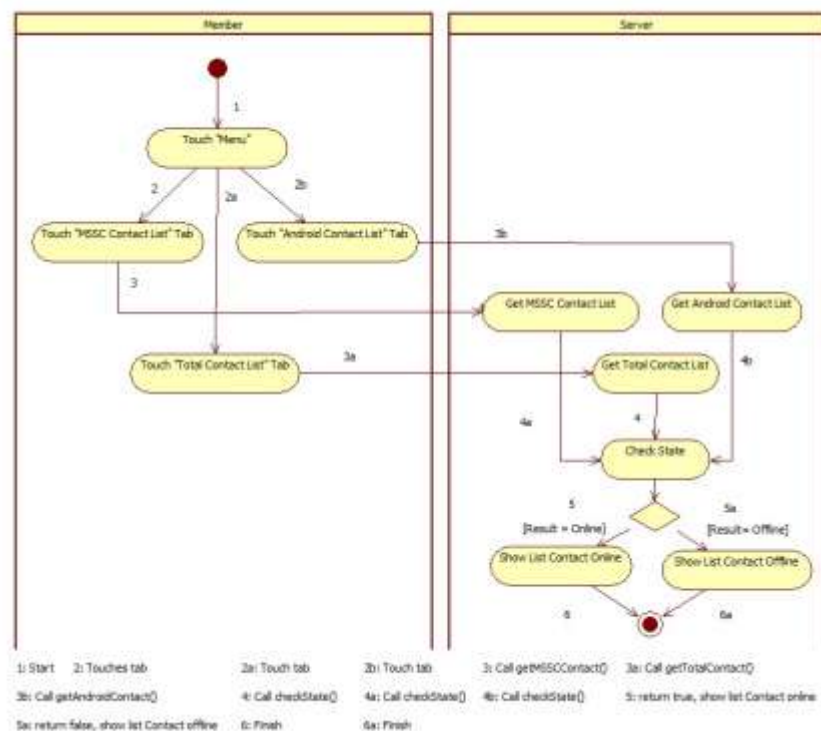 Member
Server
1
Touch "Menu"
2
2a
2b
Touch "MSSC Contact List" Tab
Touch "Android Contact List" Tab
3b
3
Get MSSC Contact List
Get Android Contact List
3a
4b
Touch "Total Contact List" Tab
Get Total Contact List
4a
4
Check State
5
5a
[Result = Online]
[Result= Offline]
Show List Contact Online
Show List Contact Offline
6
6a
1: Start 2: Touches tab 2a: Touch tab 2b: Touch tab 3: Call getMSSCContact() 3a: Call getTotalContact()
3b: Call getAndroidContact() 4: Call checkState() 4a: Call checkState() 4b: Call checkState() 5: return true, show list Contact online
5a: return false, show list Contact offline 6: Finish 6a: Finish